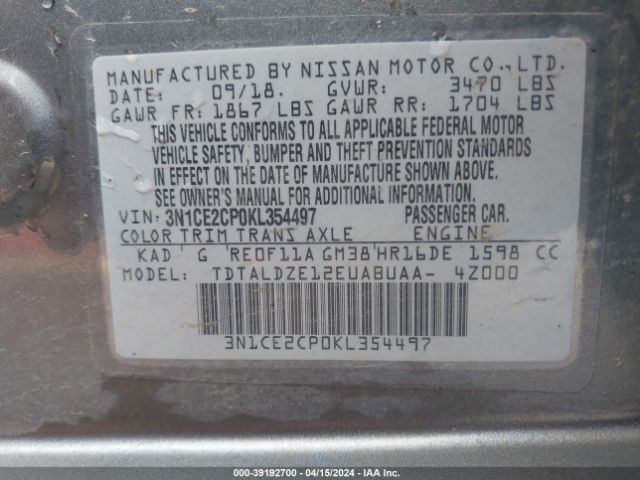 MANUFACTURED BY NISSAN MOTOR CO.,LTD.
DATE: 09/18. GVWR: 3470 LBS
GAWR FR: 1867 LBS GAWR RR: 1704 LBS
THIS VEHICLE CONFORMS TO ALL APPLICABLE FEDERAL MOTOR
VEHICLE SAFETY, BUMPER AND THEFT PREVENTION STANDARDS
IN EFFECT ON THE DATE OF MANUFACTURE SHOWN ABOVE.
SEE OWNER'S MANUAL FOR ADDITIONAL INFORMATION.
VIN: 3N1CE2CP0KL354497 PASSENGER CAR.
COLOR TRIM TRANS AXLE ENGINE
KAD G RE0F11A GM38 HR16DE 1598 CC
MODEL: TDTALDZE12EUABUAA- 4Z000
3N1CE2CP0KL354497
000-39192700 - 04/15/2024 - IAA Inc.